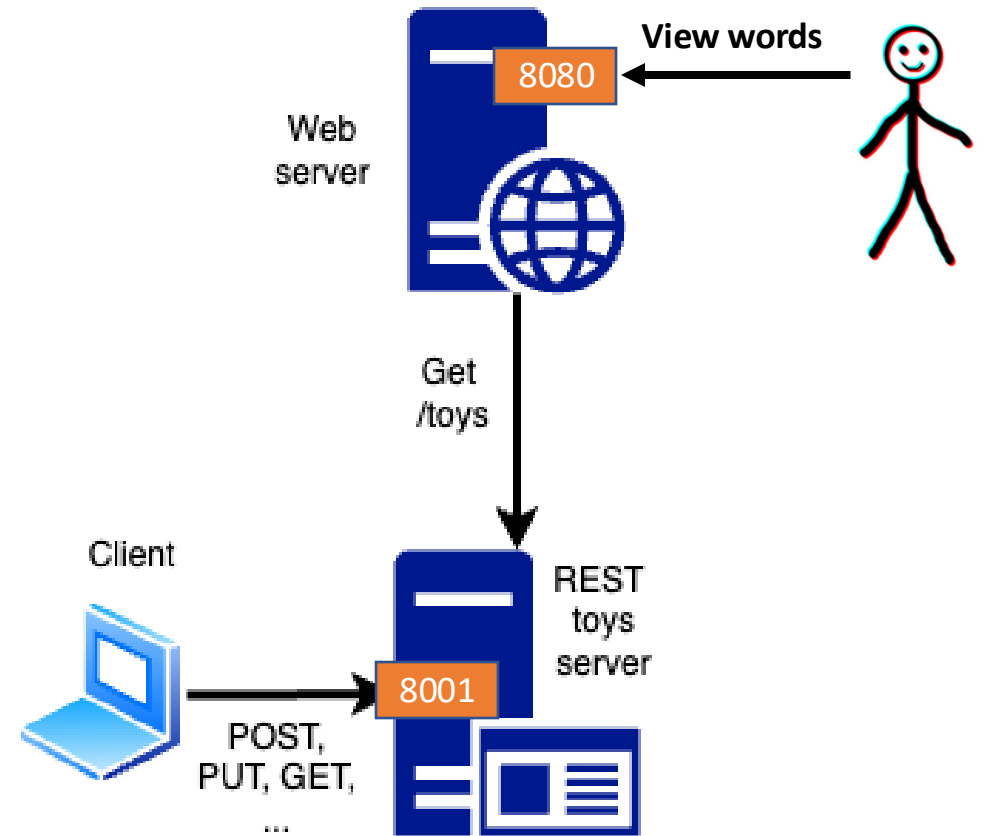 View words
8080
Web
server
Get
/toys
Client
REST
toys
server
8001
POST,
PUT, GET,
...